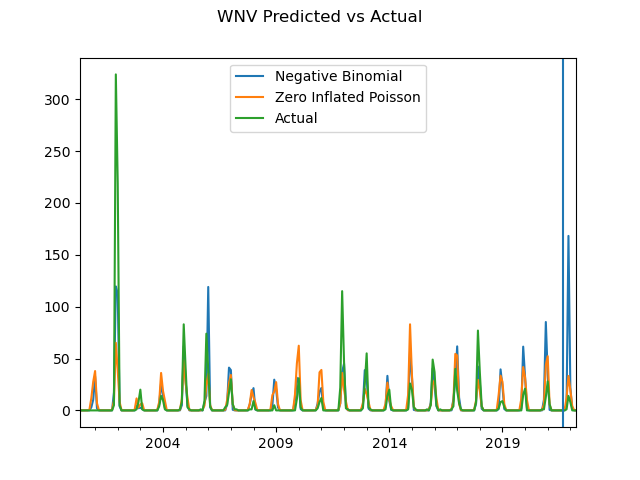 WNV Predicted vs Actual
Negative Binomial
Zero Inflated Poisson
Actual
300
250
200
150
100
50
0
2004
2009
2014
2019